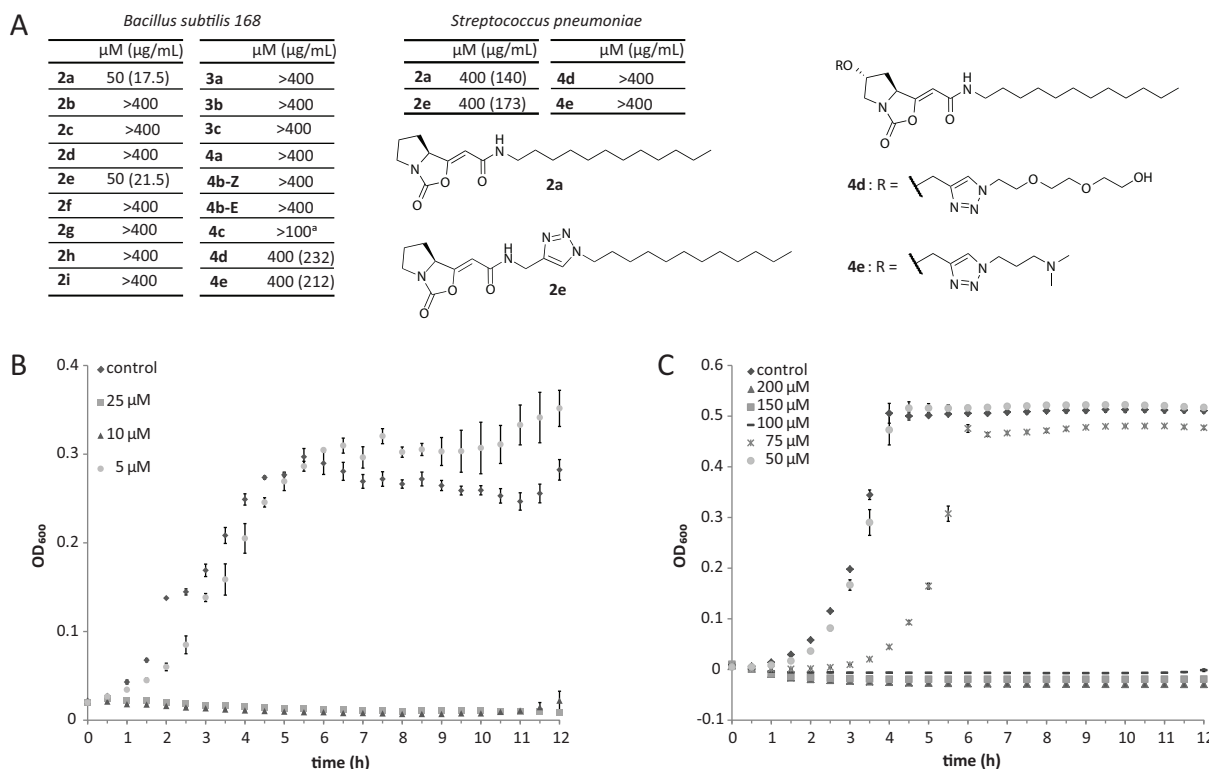 A
Bacillus subtilis 168
Streptococcus pneumoniae
µM (µg/mL) µM (µg/mL)
2a 50 (17.5) 3a >400
2b >400 3b >400
2c >400 3c >400
2d >400 4a >400
2e 50 (21.5) 4b-Z >400
2f >400 4b-E >400
2g >400 4c >100ᵃ
2h >400 4d 400 (232)
2i >400 4e 400 (212)
µM (µg/mL) µM (µg/mL)
2a 400 (140) 4d >400
2e 400 (173) 4e >400
H
N
N
O
O
O
2a
H
N
N
O
O
O
N N
N
2e
RO
H
N
N
O
O
O
4d : R =
N
N N
O
O
OH
4e : R =
N
N N
N
B
0.4
0.3
0.2
0.1
0
OD₆₀₀
control
25 µM
10 µM
5 µM
0 1 2 3 4 5 6 7 8 9 10 11 12
time (h)
C
0.6
0.5
0.4
0.3
0.2
0.1
0
-0.1
OD₆₀₀
control
200 µM
150 µM
100 µM
75 µM
50 µM
0 1 2 3 4 5 6 7 8 9 10 11 12
time (h)